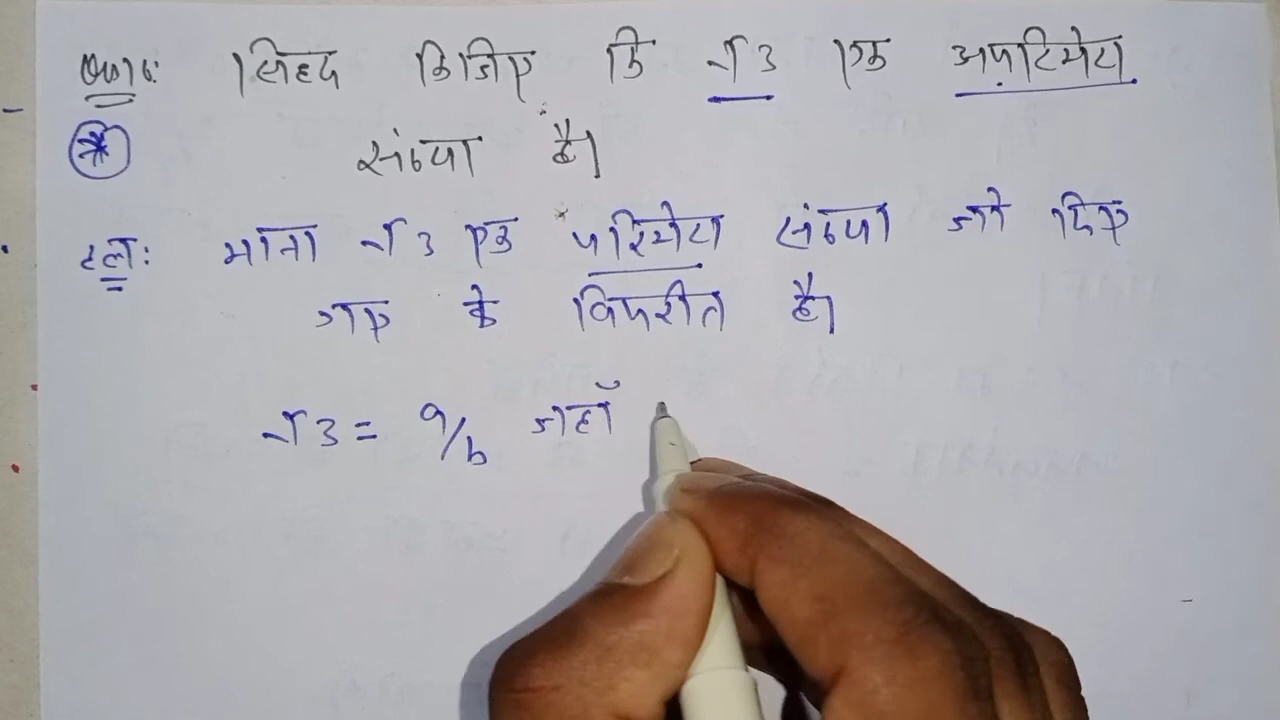 प्रश्न: सिद्ध किजिए कि √3 एक अपरिमेय
* संख्या है।
हल: माना √3 एक परिमेय संख्या जो दिए
गए के विपरीत है।
√3 = a/b जहाँ